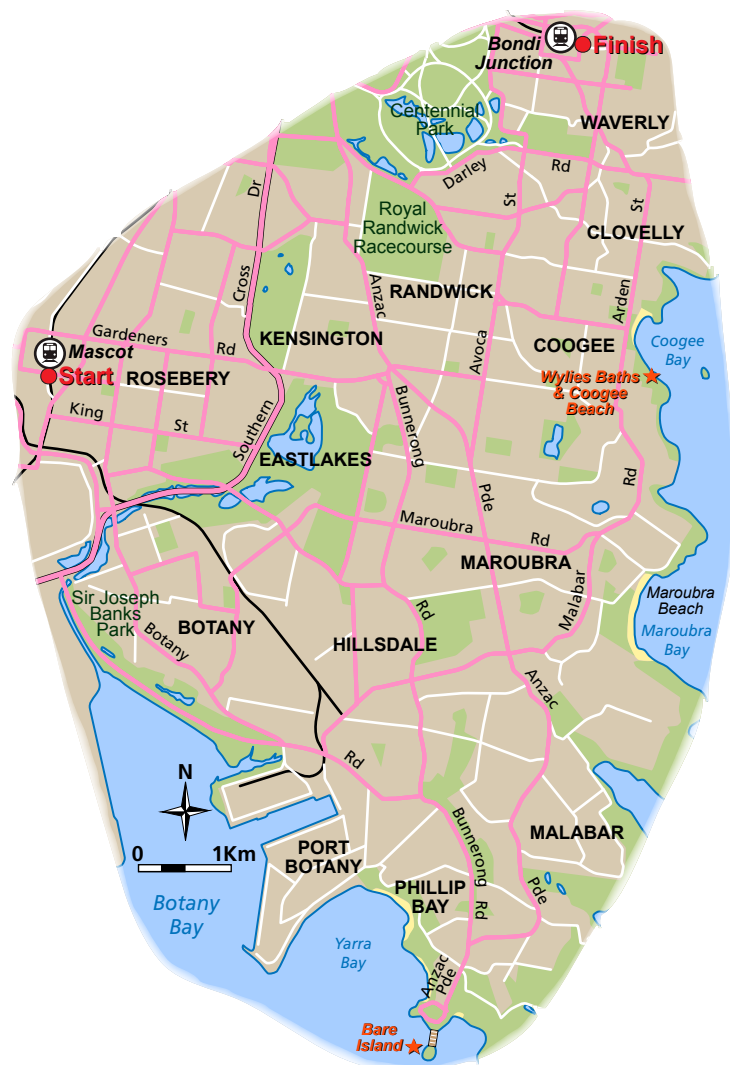 Bondi
Junction
Finish
Centennial
Park
WAVERLY
Darley
Rd
Dr
St
St
Royal
Randwick
Racecourse
CLOVELLY
Cross
Anzac
RANDWICK
Arden
Gardeners
Rd
Mascot
KENSINGTON
Avoca
COOGEE
Coogee
Bay
Start
ROSEBERY
Wylies Baths
& Coogee
Beach
King
St
Southern
Bunnerong
EASTLAKES
Rd
Pde
Maroubra
Rd
MAROUBRA
Malabar
Maroubra
Beach
Maroubra
Bay
Sir Joseph
Banks
Park
Botany
BOTANY
Rd
HILLSDALE
Anzac
Rd
N
0
1Km
Bunnerong
Rd
MALABAR
PORT
BOTANY
Pde
PHILLIP
BAY
Botany
Bay
Yarra
Bay
Anzac
Pde
Bare
Island